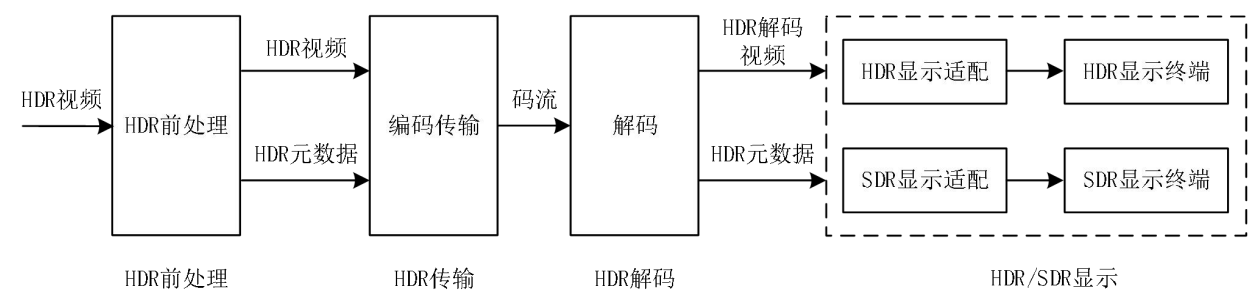 HDR视频
HDR前处理
HDR视频
HDR元数据
编码传输
码流
解码
HDR解码
视频
HDR元数据
HDR显示适配
HDR显示终端
SDR显示适配
SDR显示终端
HDR前处理
HDR传输
HDR解码
HDR/SDR显示